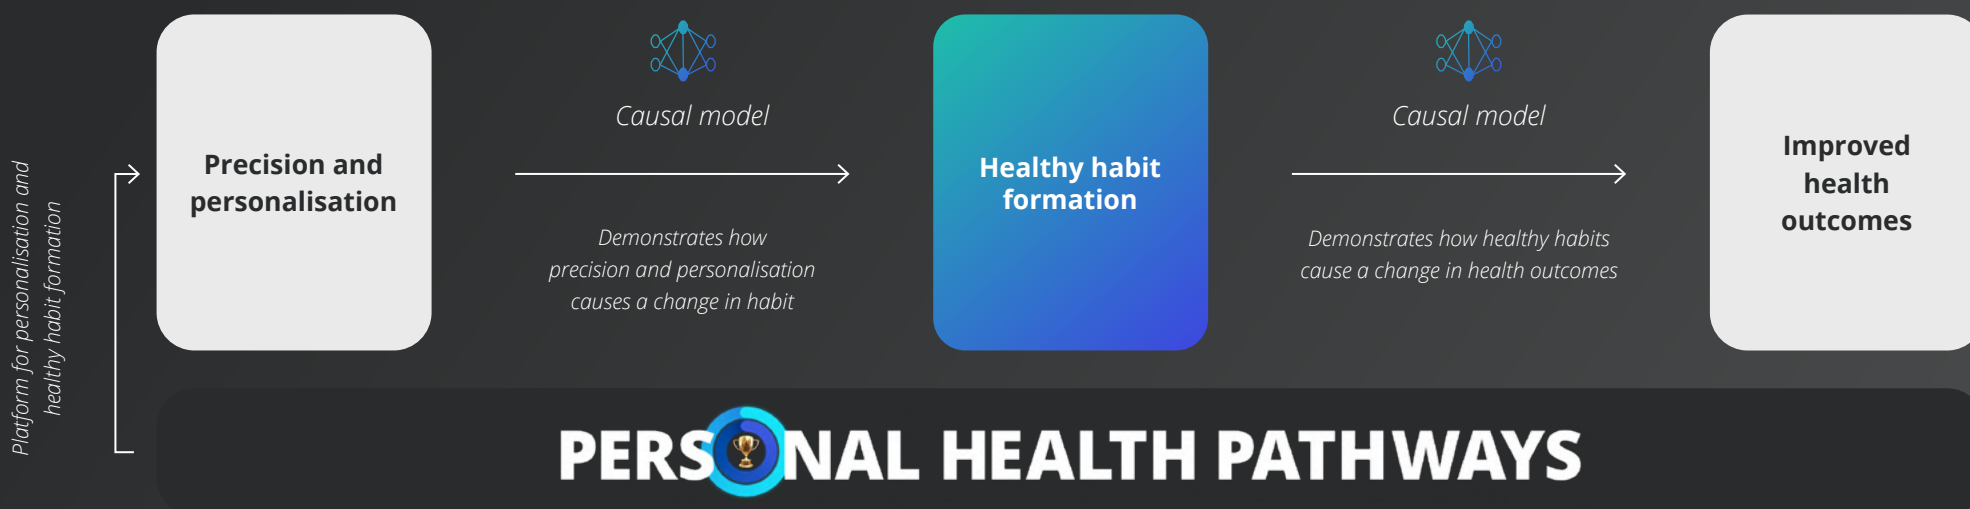 Platform for personalisation and
healthy habit formation
Precision and
personalisation
Causal model
Demonstrates how
precision and personalisation
causes a change in habit
Healthy habit
formation
Causal model
Demonstrates how healthy habits
cause a change in health outcomes
Improved
health
outcomes
PERSONAL HEALTH PATHWAYS